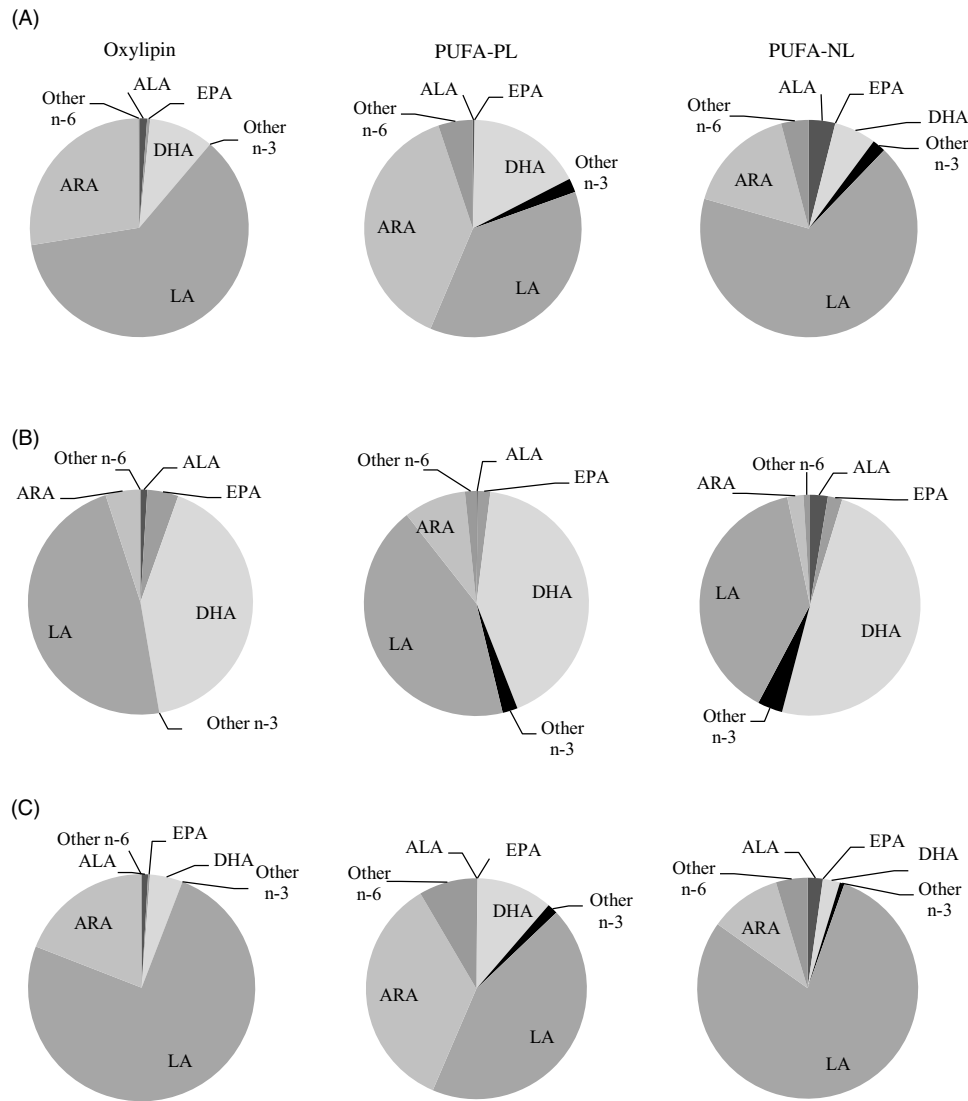 (A)
Oxylipin
PUFA-PL
PUFA-NL
Other
n-6
ALA
EPA
DHA
Other
n-3
ARA
LA
Other
n-6
ALA
EPA
DHA
Other
n-3
ARA
LA
Other
n-6
ALA
EPA
DHA
Other
n-3
ARA
LA
(B)
Other n-6
ALA
ARA
EPA
LA
DHA
Other n-3
Other n-6
ALA
EPA
ARA
DHA
LA
Other
n-3
Other n-6
ALA
ARA
EPA
LA
DHA
Other
n-3
(C)
Other n-6
EPA
ALA
DHA
Other
n-3
ARA
LA
ALA
EPA
Other
n-6
DHA
Other
n-3
ARA
LA
ALA
EPA
DHA
Other
n-6
Other
n-3
ARA
LA